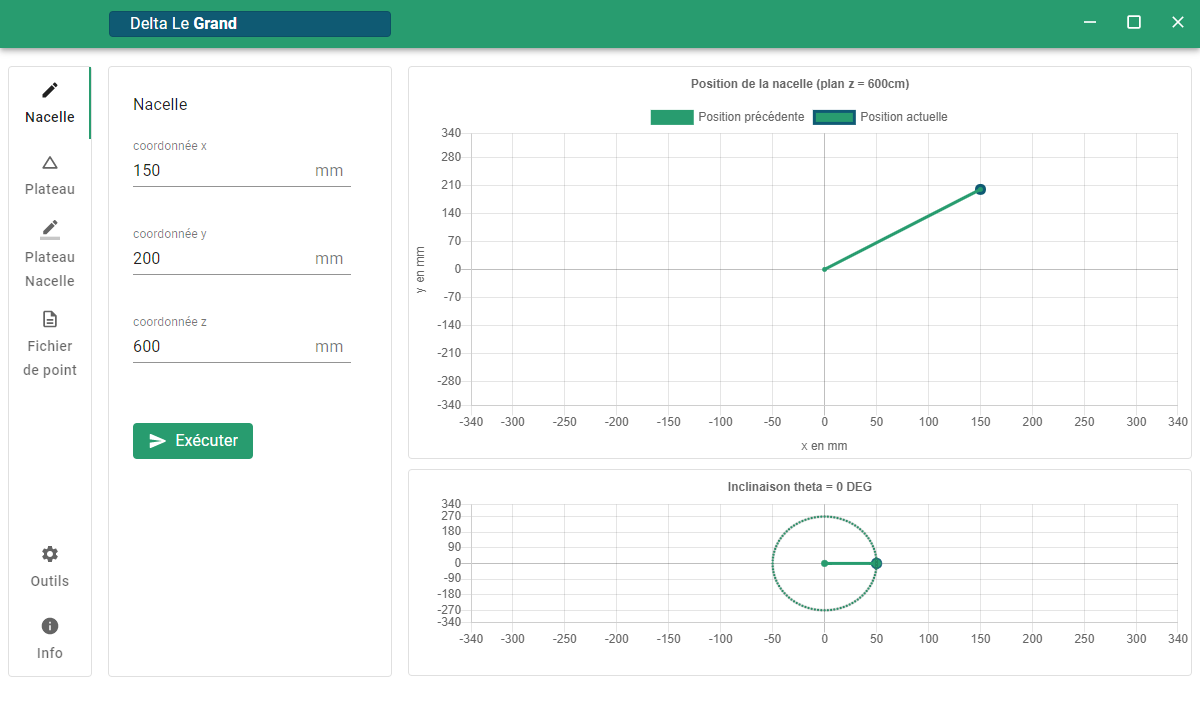 Delta Le Grand
Nacelle
Plateau
Plateau
Nacelle
Fichier
de point
Outils
Info
Nacelle
coordonnée x
150 mm
coordonnée y
200 mm
coordonnée z
600 mm
Exécuter
Position de la nacelle (plan z = 600cm)
Position précédente Position actuelle
340
280
210
140
70
0
-70
-140
-210
-280
-340
y en mm
-340 -300 -250 -200 -150 -100 -50 0 50 100 150 200 250 300 340
x en mm
Inclinaison theta = 0 DEG
340
270
180
90
0
-90
-180
-270
-340
-340 -300 -250 -200 -150 -100 -50 0 50 100 150 200 250 300 340